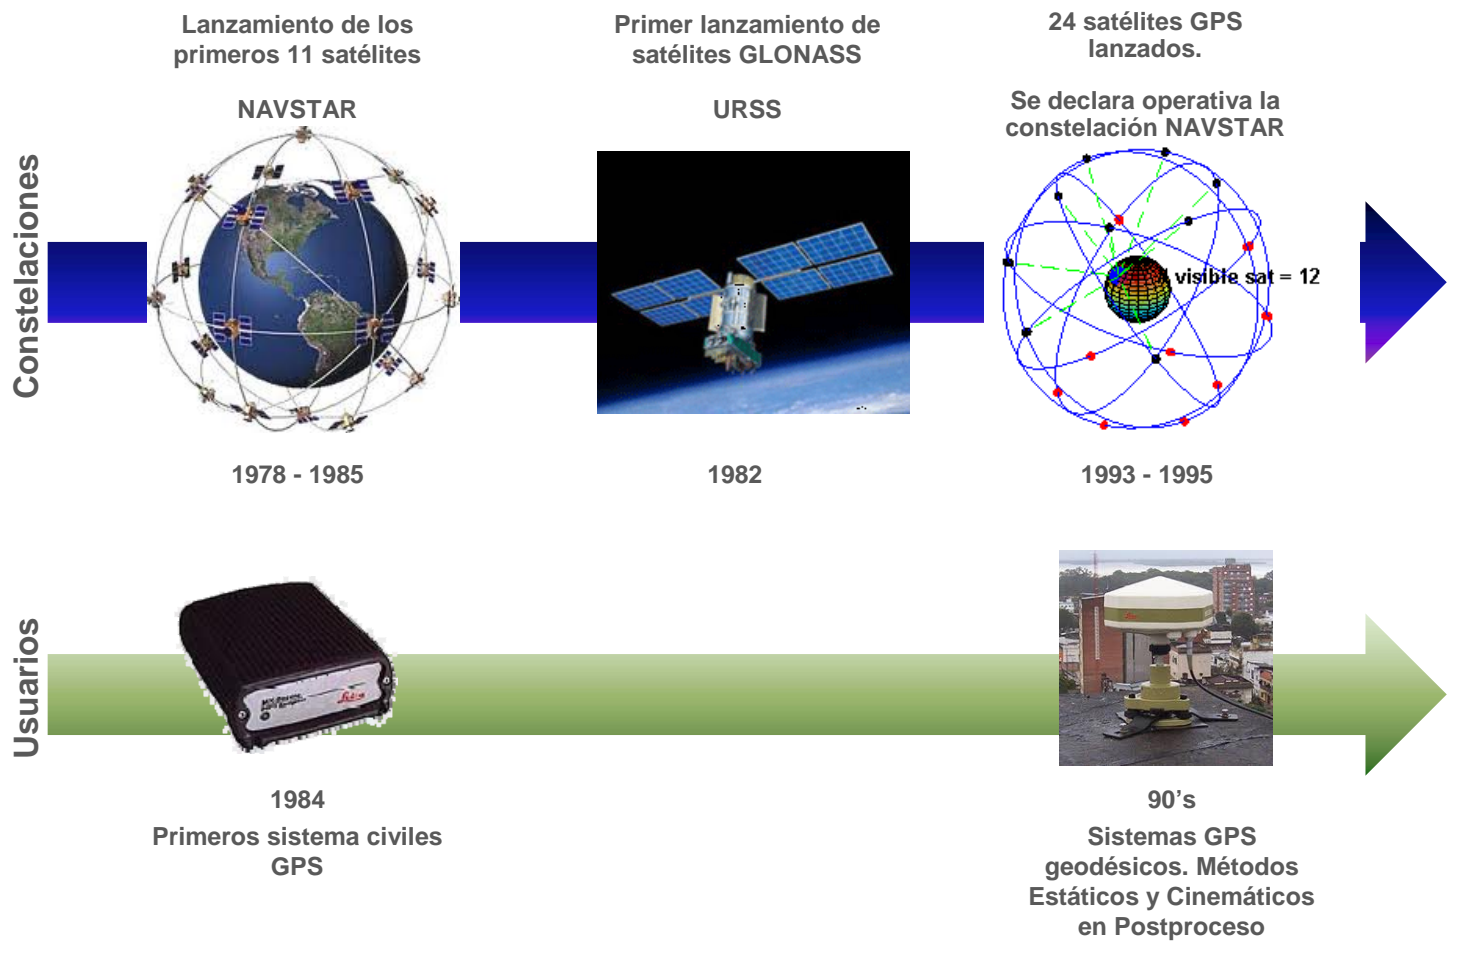 Lanzamiento de los
primeros 11 satélites
NAVSTAR
Primer lanzamiento de
satélites GLONASS
URSS
24 satélites GPS
lanzados.
Se declara operativa la
constelación NAVSTAR
Constelaciones
visible sat = 12
1978 - 1985
1982
1993 - 1995
Usuarios
Leica
1984
Primeros sistema civiles
GPS
90’s
Sistemas GPS
geodésicos. Métodos
Estáticos y Cinemáticos
en Postproceso